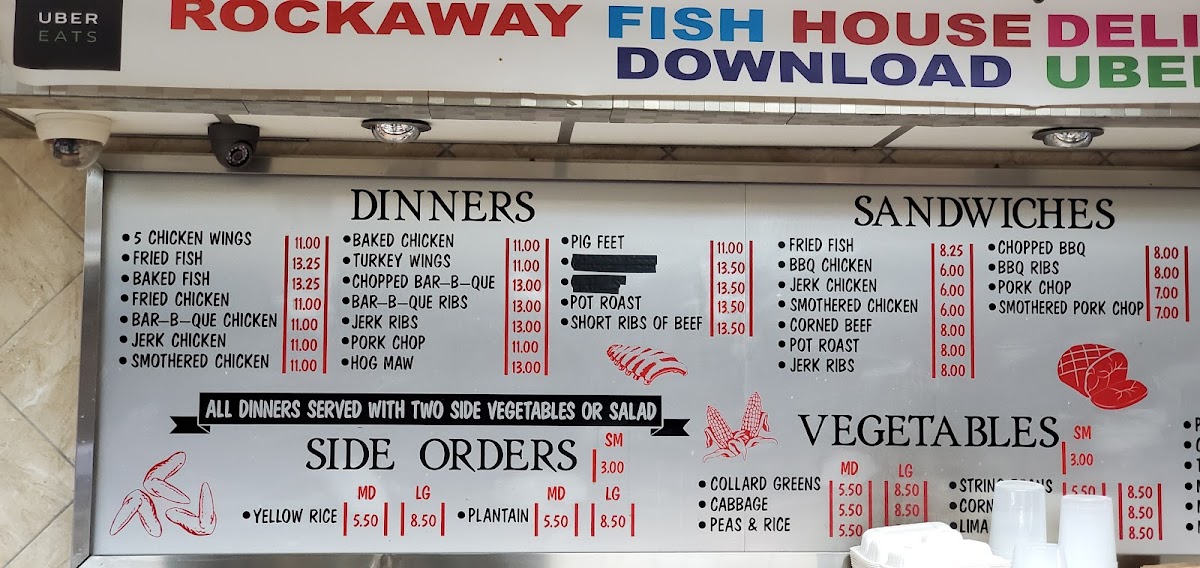 UBER
EATS
ROCKAWAY FISH HOUSE DELI
DOWNLOAD UBE
DINNERS
•5 CHICKEN WINGS 11.00
•FRIED FISH 13.25
•BAKED FISH 13.25
•FRIED CHICKEN 11.00
•BAR-B-QUE CHICKEN 11.00
•JERK CHICKEN 11.00
•SMOTHERED CHICKEN 11.00
•BAKED CHICKEN 11.00
•TURKEY WINGS 11.00
•CHOPPED BAR-B-QUE 13.00
•BAR-B-QUE RIBS 13.00
•JERK RIBS 13.00
•PORK CHOP 11.00
•HOG MAW 13.00
•PIG FEET 11.00
• 13.50
• 13.50
•POT ROAST 13.50
•SHORT RIBS OF BEEF 13.50
ALL DINNERS SERVED WITH TWO SIDE VEGETABLES OR SALAD
SIDE ORDERS
SM
3.00
MD LG MD LG
•YELLOW RICE 5.50 8.50 •PLANTAIN 5.50 8.50
SANDWICHES
•FRIED FISH 8.25
•BBQ CHICKEN 6.00
•JERK CHICKEN 6.00
•SMOTHERED CHICKEN 6.00
•CORNED BEEF 8.00
•POT ROAST 8.00
•JERK RIBS 8.00
•CHOPPED BBQ 8.00
•BBQ RIBS 8.00
•PORK CHOP 7.00
•SMOTHERED PORK CHOP 7.00
VEGETABLES
SM
3.00
MD LG
•COLLARD GREENS 5.50 8.50
•CABBAGE 5.50 8.50
•PEAS & RICE 5.50
•STRING 5.50 8.50
•CORN 8.50
•LIMA 8.50